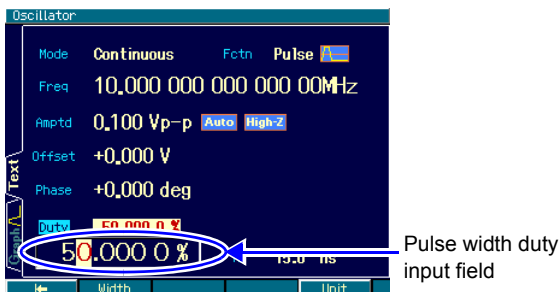 Oscillator
Mode Continuous Fctn Pulse
Freq 10.000 000 000 000 00MHz
Amptd 0.100 Vp-p Auto High-Z
Offset +0.000 V
Phase +0.000 deg
Duty 50.000 0 %
50.000 0 % 15.0 ns
Text
Graph
Width Unit
Pulse width duty
input field